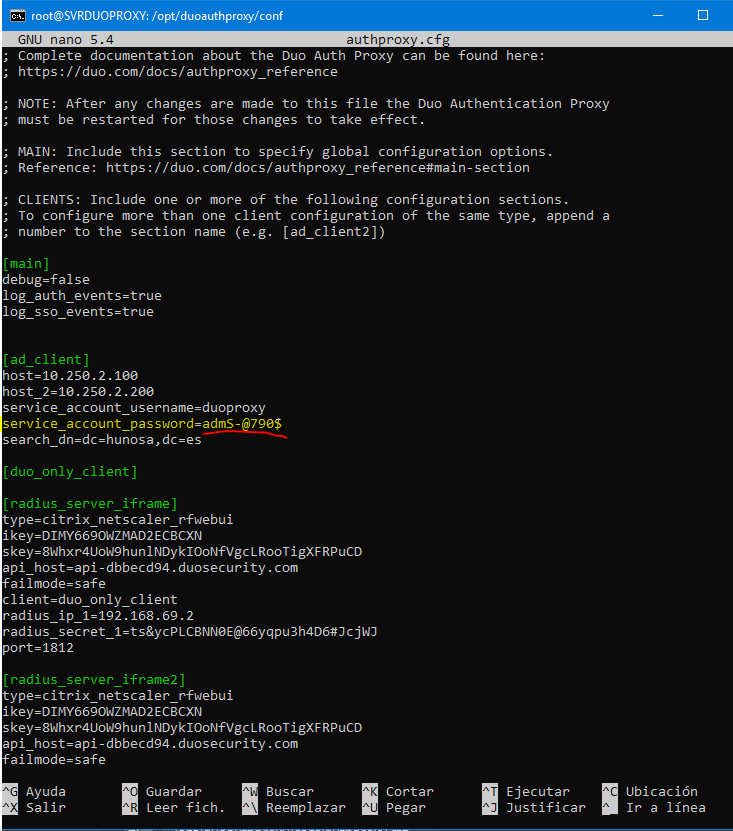 root@SVRDUOPROXY: /opt/duoauthproxy/conf
GNU nano 5.4 authproxy.cfg
; Complete documentation about the Duo Auth Proxy can be found here:
; https://duo.com/docs/authproxy_reference
; NOTE: After any changes are made to this file the Duo Authentication Proxy
; must be restarted for those changes to take effect.
; MAIN: Include this section to specify global configuration options.
; Reference: https://duo.com/docs/authproxy_reference#main-section
; CLIENTS: Include one or more of the following configuration sections.
; To configure more than one client configuration of the same type, append a
; number to the section name (e.g. [ad_client2])
[main]
debug=false
log_auth_events=true
log_sso_events=true
[ad_client]
host=10.250.2.100
host_2=10.250.2.200
service_account_username=duoproxy
service_account_password=admS-@790$
search_dn=dc=hunosa,dc=es
[duo_only_client]
[radius_server_iframe]
type=citrix_netscaler_rfwebui
ikey=DIMY669OWZMAD2ECBCXN
skey=8Whxr4UoW9hunlNDykIOoNfVgcLRooTigXFRPuCD
api_host=api-dbbecd94.duosecurity.com
failmode=safe
client=duo_only_client
radius_ip_1=192.168.69.2
radius_secret_1=ts&ycPLCBNN0E@66yqpu3h4D6#JcjWJ
port=1812
[radius_server_iframe2]
type=citrix_netscaler_rfwebui
ikey=DIMY669OWZMAD2ECBCXN
skey=8Whxr4UoW9hunlNDykIOoNfVgcLRooTigXFRPuCD
api_host=api-dbbecd94.duosecurity.com
failmode=safe
^G Ayuda ^O Guardar ^W Buscar ^K Cortar ^T Ejecutar ^C Ubicación
^X Salir ^R Leer fich. ^\ Reemplazar ^U Pegar ^J Justificar ^_ Ir a línea